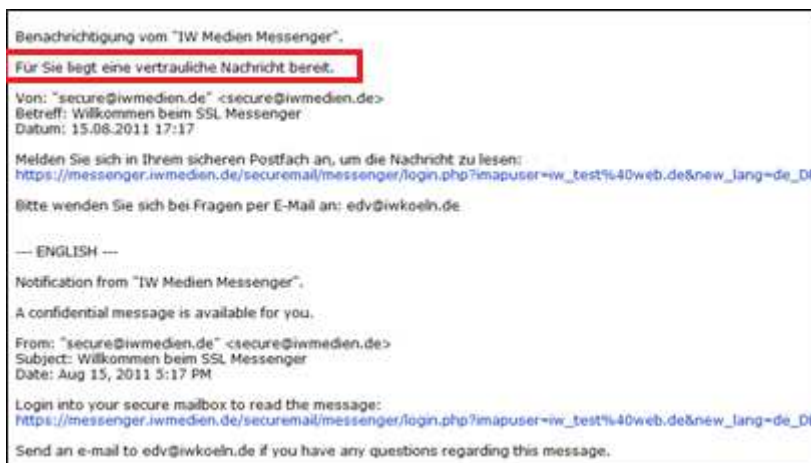 Benachrichtigung vom "IW Medien Messenger".
Für Sie liegt eine vertrauliche Nachricht bereit.
Von: "secure@iwmedien.de" <secure@iwmedien.de>
Betreff: Willkommen beim SSL Messenger
Datum: 15.08.2011 17:17
Melden Sie sich in Ihrem sicheren Postfach an, um die Nachricht zu lesen:
https://messenger.iwmedien.de/securemail/messenger/login.php?imapuser=iw_test%40web.de&new_lang=de_D
Bitte wenden Sie sich bei Fragen per E-Mail an: edv@iwkoeln.de
--- ENGLISH ---
Notification from "IW Medien Messenger".
A confidential message is available for you.
From: "secure@iwmedien.de" <secure@iwmedien.de>
Subject: Willkommen beim SSL Messenger
Date: Aug 15, 2011 5:17 PM
Login into your secure mailbox to read the message:
https://messenger.iwmedien.de/securemail/messenger/login.php?imapuser=iw_test%40web.de&new_lang=de_D
Send an e-mail to edv@iwkoeln.de if you have any questions regarding this message.